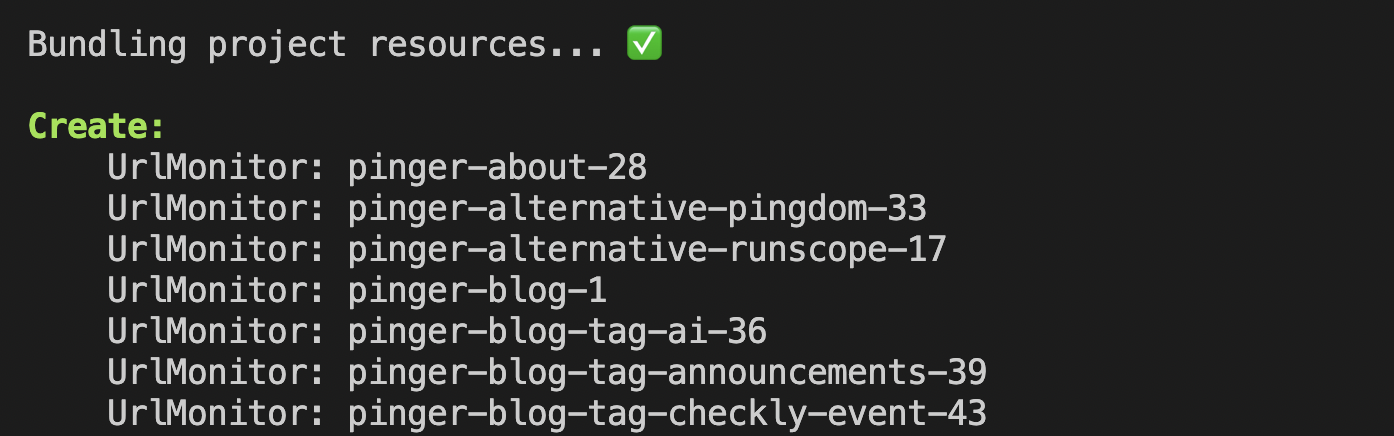 Bundling project resources... ✅
Create:
UrlMonitor: pinger-about-28
UrlMonitor: pinger-alternative-pingdom-33
UrlMonitor: pinger-alternative-runscope-17
UrlMonitor: pinger-blog-1
UrlMonitor: pinger-blog-tag-ai-36
UrlMonitor: pinger-blog-tag-announcements-39
UrlMonitor: pinger-blog-tag-checkly-event-43